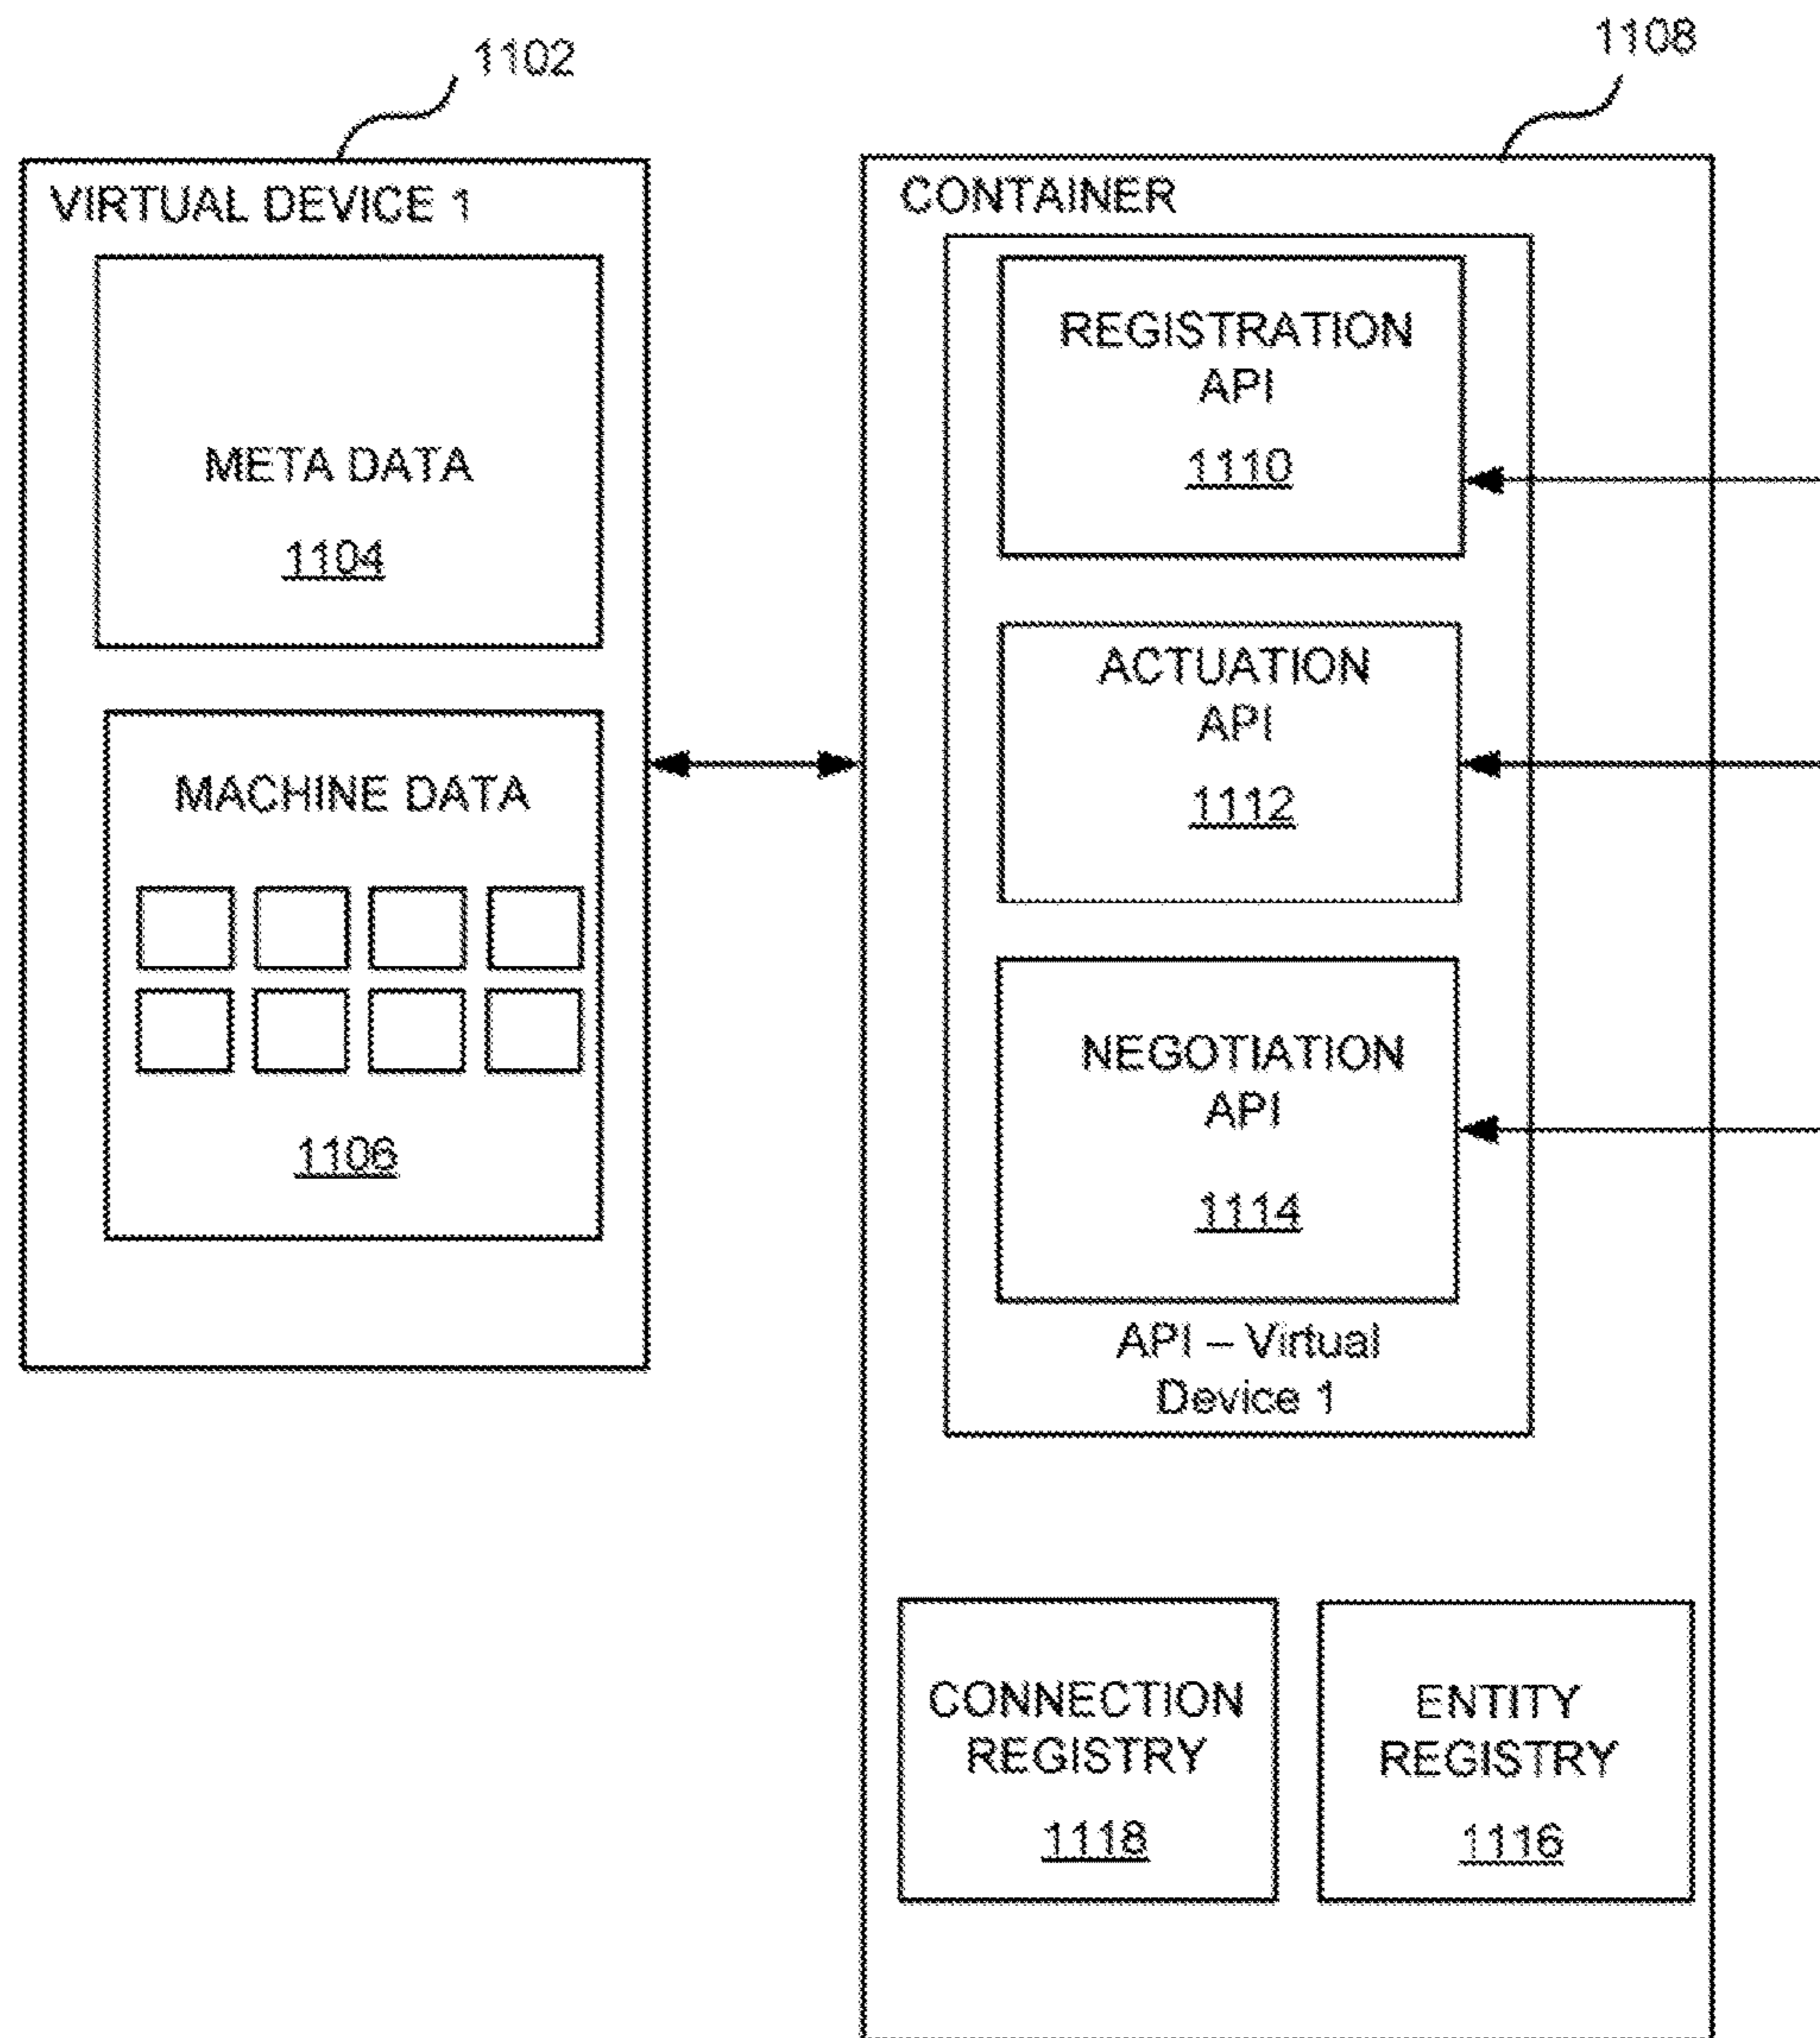 1102
VIRTUAL DEVICE 1
META DATA
1104
MACHINE DATA
1106
1108
CONTAINER
REGISTRATION
API
1110
ACTUATION
API
1112
NEGOTIATION
API
1114
API – Virtual
Device 1
CONNECTION
REGISTRY
1118
ENTITY
REGISTRY
1116